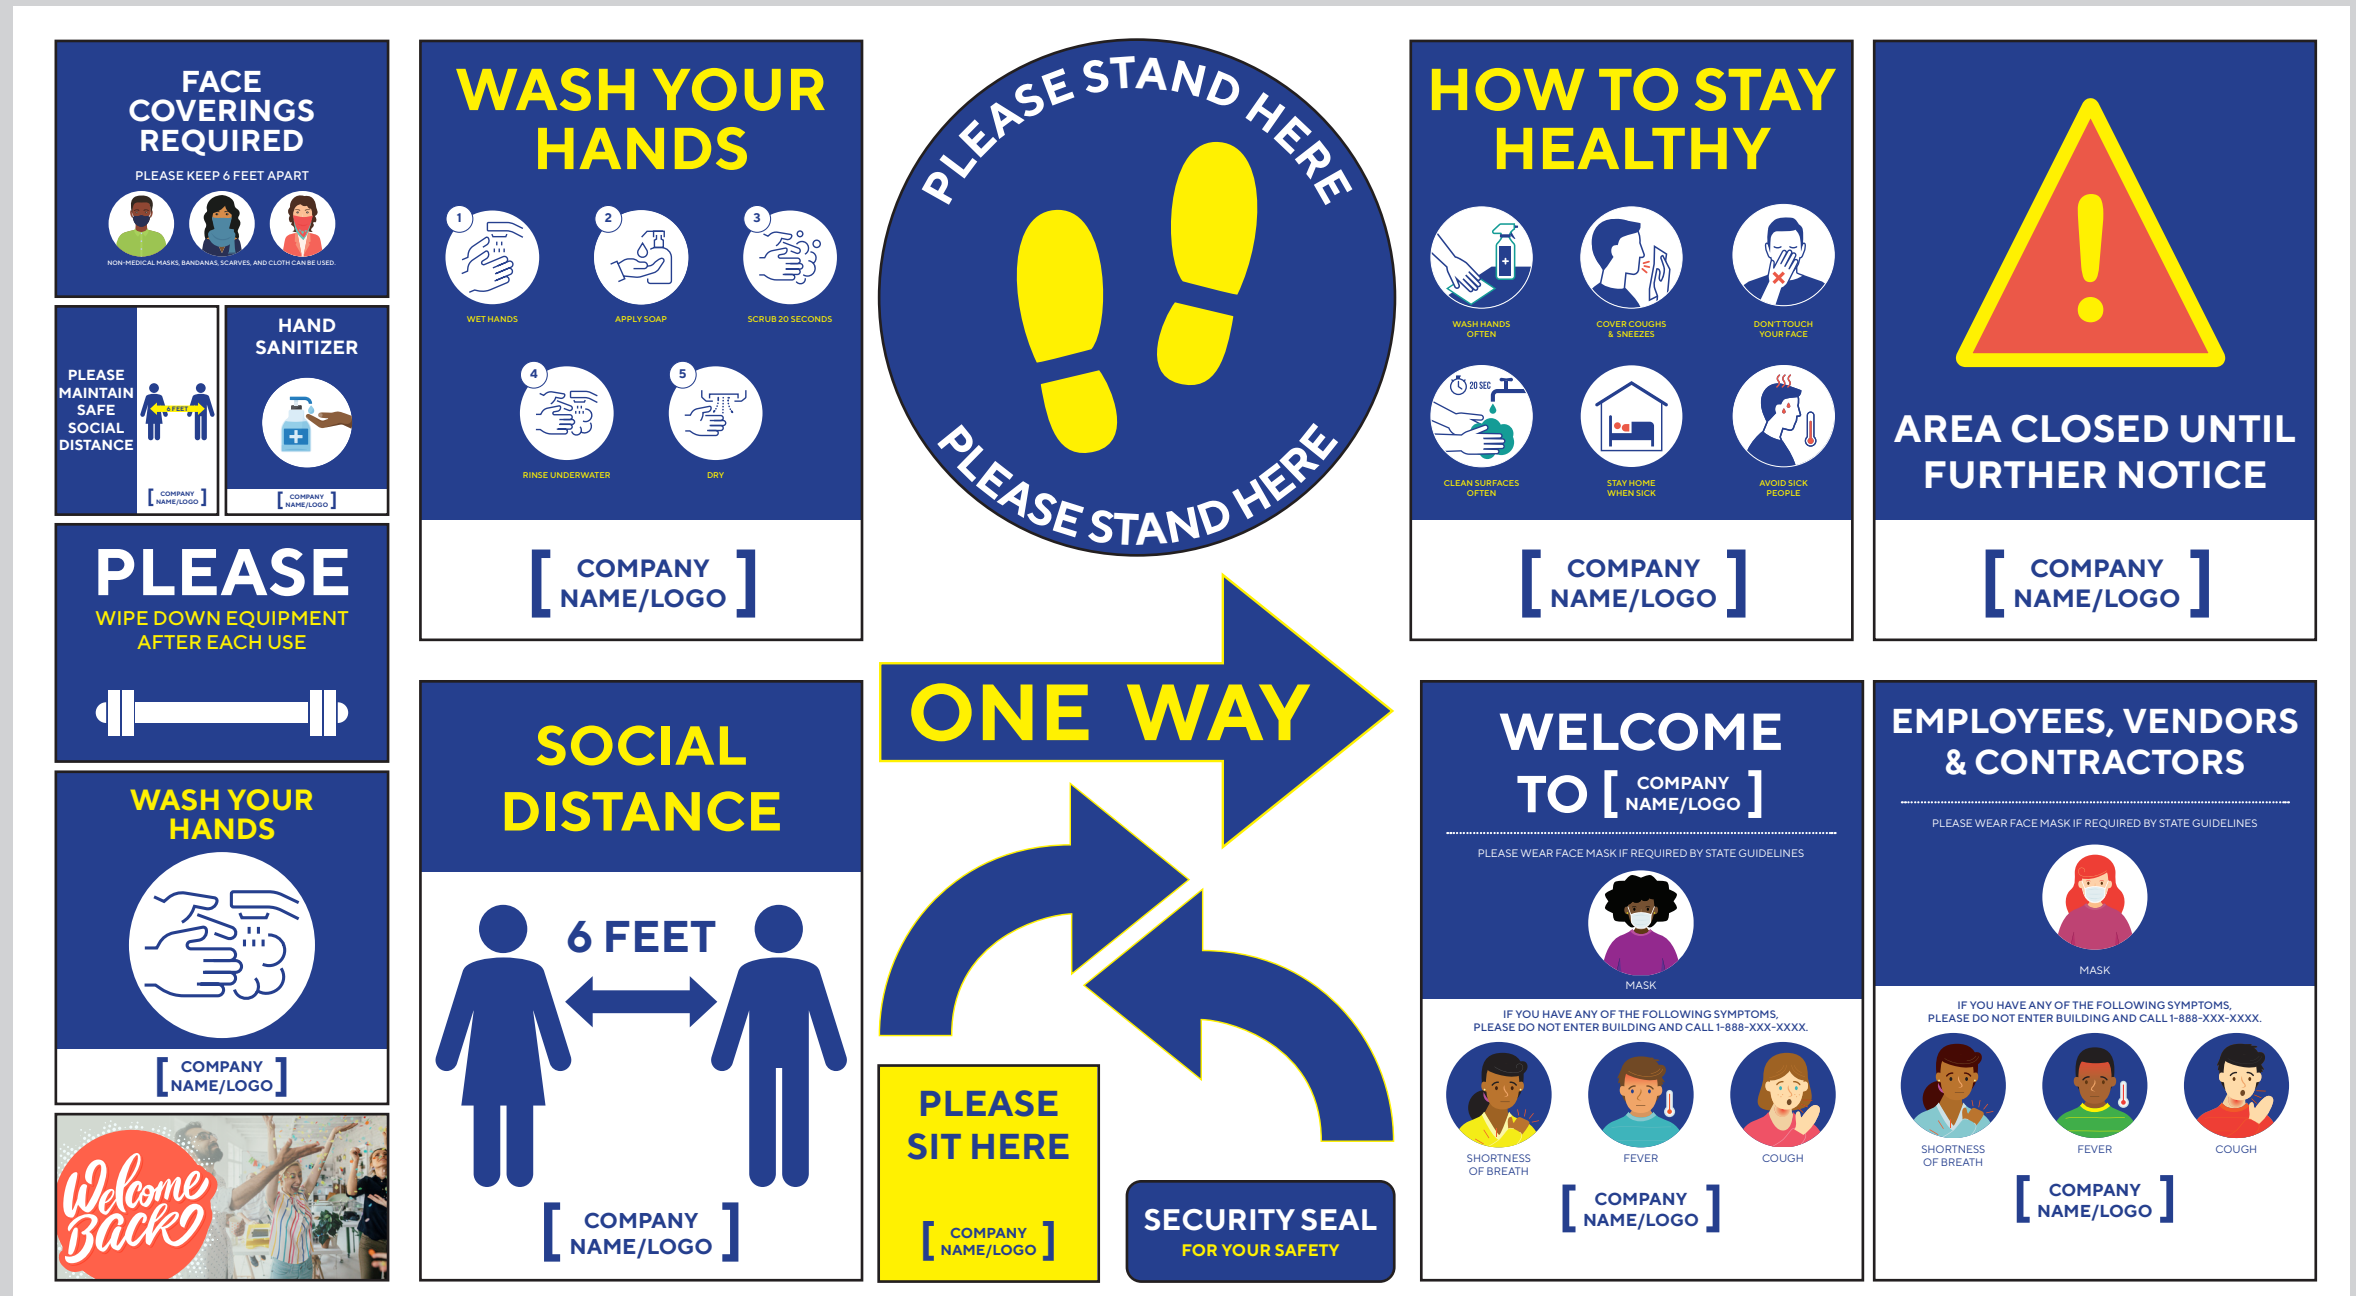 FACE
COVERINGS
REQUIRED
PLEASE KEEP 6 FEET APART
NON-MEDICAL MASKS, BANDANAS, SCARVES, AND CLOTH CAN BE USED.
PLEASE
MAINTAIN
SAFE
SOCIAL
DISTANCE
6 FEET
[COMPANY
NAME/LOGO]
HAND
SANITIZER
[COMPANY
NAME/LOGO]
PLEASE
WIPE DOWN EQUIPMENT
AFTER EACH USE
WASH YOUR
HANDS
[COMPANY
NAME/LOGO]
Welcome
Back
WASH YOUR
HANDS
1
2
3
WET HANDS
APPLY SOAP
SCRUB 20 SECONDS
4
5
RINSE UNDERWATER
DRY
[COMPANY
NAME/LOGO]
SOCIAL
DISTANCE
6 FEET
[COMPANY
NAME/LOGO]
PLEASE STAND HERE
PLEASE STAND HERE
ONE WAY
PLEASE
SIT HERE
[COMPANY
NAME/LOGO]
SECURITY SEAL
FOR YOUR SAFETY
HOW TO STAY
HEALTHY
WASH HANDS
OFTEN
COVER COUGHS
& SNEEZES
DON'T TOUCH
YOUR FACE
20 SEC
CLEAN SURFACES
OFTEN
STAY HOME
WHEN SICK
AVOID SICK
PEOPLE
[COMPANY
NAME/LOGO]
!
AREA CLOSED UNTIL
FURTHER NOTICE
[COMPANY
NAME/LOGO]
WELCOME
TO [COMPANY
NAME/LOGO]
PLEASE WEAR FACE MASK IF REQUIRED BY STATE GUIDELINES
MASK
IF YOU HAVE ANY OF THE FOLLOWING SYMPTOMS,
PLEASE DO NOT ENTER BUILDING AND CALL 1-888-XXX-XXXX.
SHORTNESS
OF BREATH
FEVER
COUGH
[COMPANY
NAME/LOGO]
EMPLOYEES, VENDORS
& CONTRACTORS
PLEASE WEAR FACE MASK IF REQUIRED BY STATE GUIDELINES
MASK
IF YOU HAVE ANY OF THE FOLLOWING SYMPTOMS,
PLEASE DO NOT ENTER BUILDING AND CALL 1-888-XXX-XXXX.
SHORTNESS
OF BREATH
FEVER
COUGH
[COMPANY
NAME/LOGO]